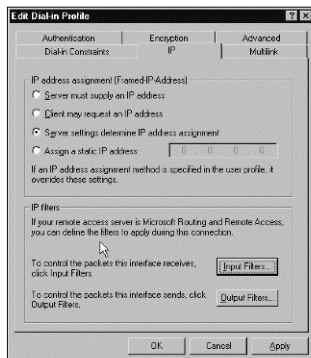 Edit Dial-in Profile
Authentication Encryption Advanced
Dial-in Constraints IP Multilink
IP address assignment (Framed-IP-Address)
Server must supply an IP address
Client may request an IP address
Server settings determine IP address assignment
Assign a static IP address 0 . 0 . 0 . 0
If an IP address assignment method is specified in the user profile, it
overrides these settings.
IP filters
If your remote access server is Microsoft Routing and Remote Access,
you can define the filters to apply during this connection.
To control the packets this interface receives,
click Input Filters.
Input Filters...
To control the packets this interface sends, click
Output Filters.
Output Filters...
OK Cancel Apply